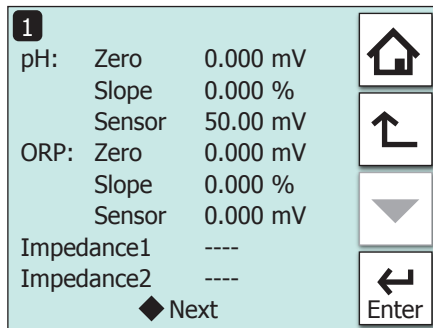 1
pH: Zero 0.000 mV
Slope 0.000 %
Sensor 50.00 mV
ORP: Zero 0.000 mV
Slope 0.000 %
Sensor 0.000 mV
Impedance1 ----
Impedance2 ----
Next
Enter